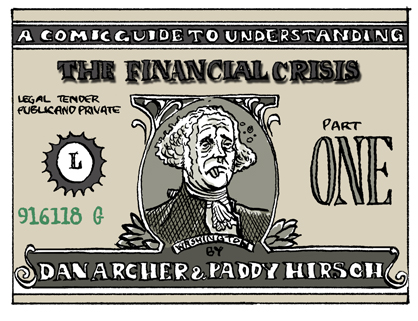 A COMIC GUIDE TO UNDERSTANDING
THE FINANCIAL CRISIS
LEGAL TENDER
PUBLIC AND PRIVATE
PART
ONE
L
916118 G
WASHINGTON
BY
DAN ARCHER & PADDY HIRSCH